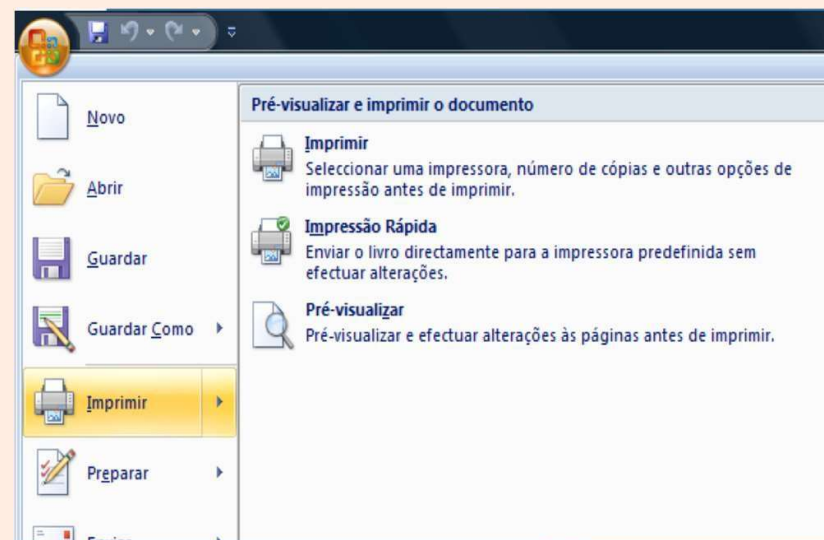 Novo
Abrir
Guardar
Guardar Como
Imprimir
Preparar
Pré-visualizar e imprimir o documento
Imprimir
Seleccionar uma impressora, número de cópias e outras opções de
impressão antes de imprimir.
Impressão Rápida
Enviar o livro directamente para a impressora predefinida sem
efectuar alterações.
Pré-visualizar
Pré-visualizar e efectuar alterações às páginas antes de imprimir.